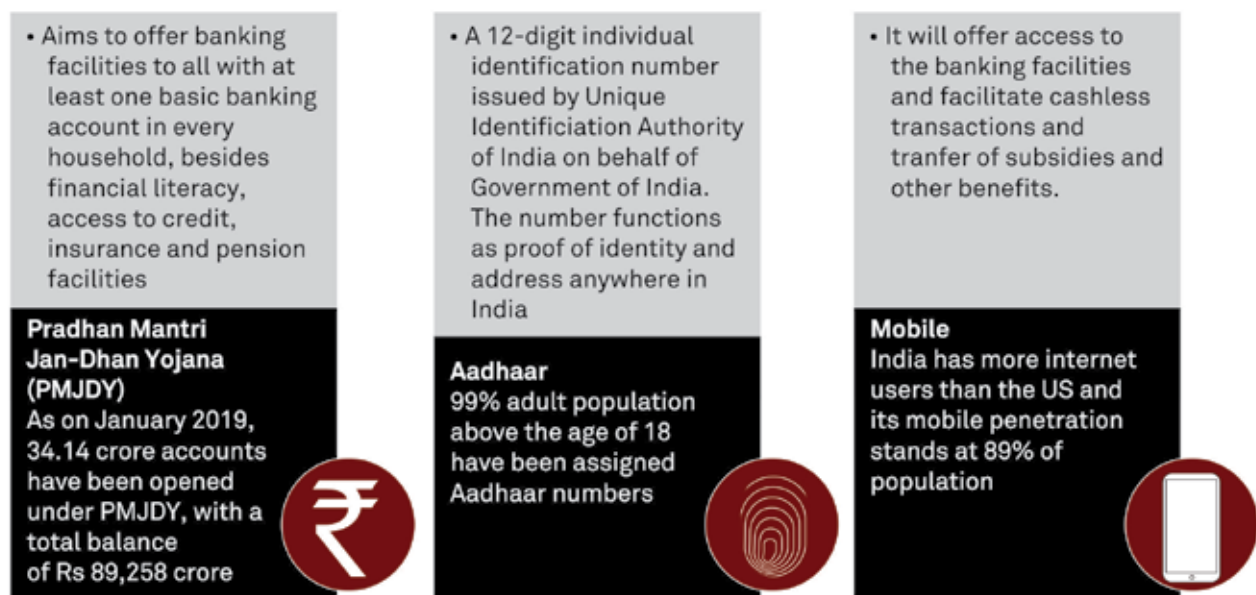 • Aims to offer banking
facilities to all with at
least one basic banking
account in every
household, besides
financial literacy,
access to credit,
insurance and pension
facilities
Pradhan Mantri
Jan-Dhan Yojana
(PMJDY)
As on January 2019,
34.14 crore accounts
have been opened
under PMJDY, with a
total balance
of Rs 89,258 crore
₹
• A 12-digit individual
identification number
issued by Unique
Identificiation Authority
of India on behalf of
Government of India.
The number functions
as proof of identity and
address anywhere in
India
Aadhaar
99% adult population
above the age of 18
have been assigned
Aadhaar numbers
• It will offer access to
the banking facilities
and facilitate cashless
transactions and
tranfer of subsidies and
other benefits.
Mobile
India has more internet
users than the US and
its mobile penetration
stands at 89% of
population